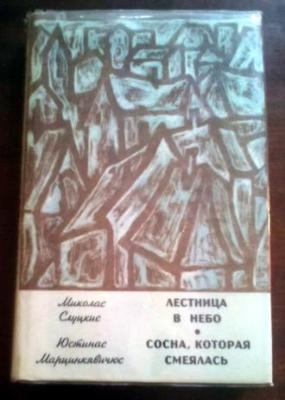 Миколас
Слуцкис
ЛЕСТНИЦА
В НЕБО
•
Юстинас
Марцинкявичюс
СОСНА, КОТОРАЯ
СМЕЯЛАСЬ